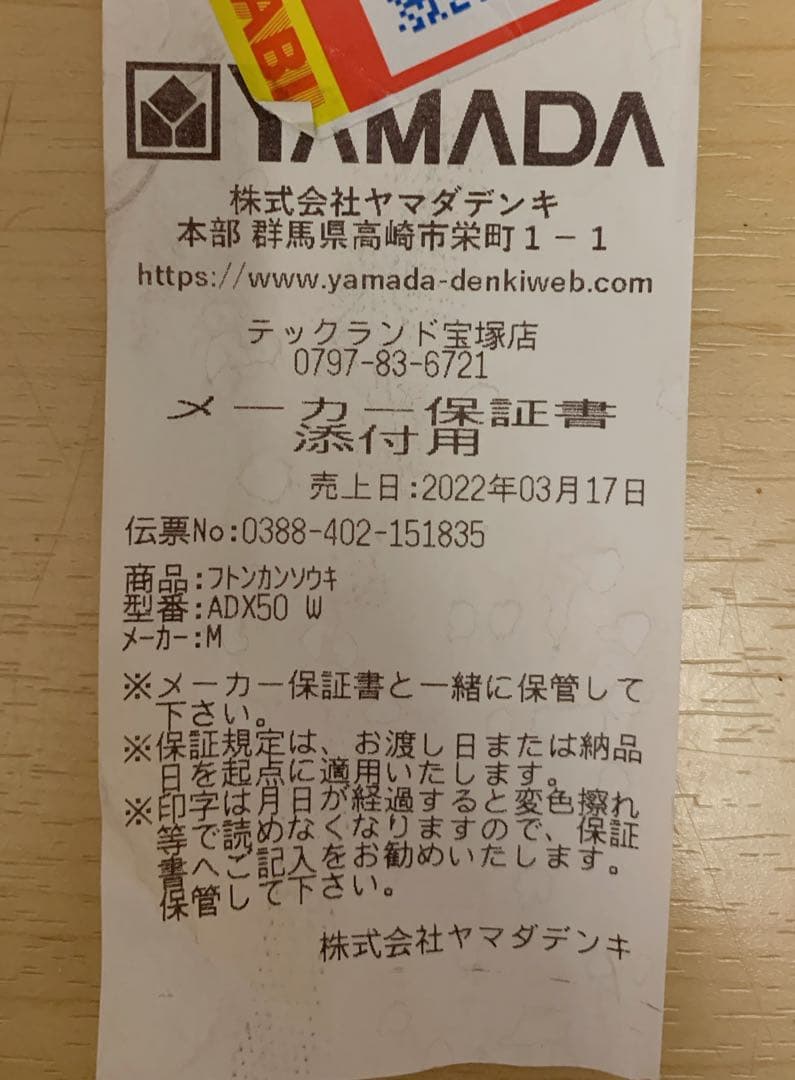 ABI
YAMADA
株式会社ヤマダデンキ
本部 群馬県高崎市栄町1-1
https://www.yamada-denkiweb.com
テックランド宝塚店
0797-83-6721
メーカー保証書
添付用
売上日:2022年03月17日
伝票No:0388-402-151835
商品:フトンカンソウキ
型番:ADX50 W
メーカー:M
※メーカー保証書と一緒に保管して
下さい。
※保証規定は、お渡し日または納品
日を起点に適用いたします。
※印字は月日が経過すると変色擦れ
等で読めなくなりますので、保証
書へご記入をお勧めいたします。
保管して下さい。
株式会社ヤマダデンキ